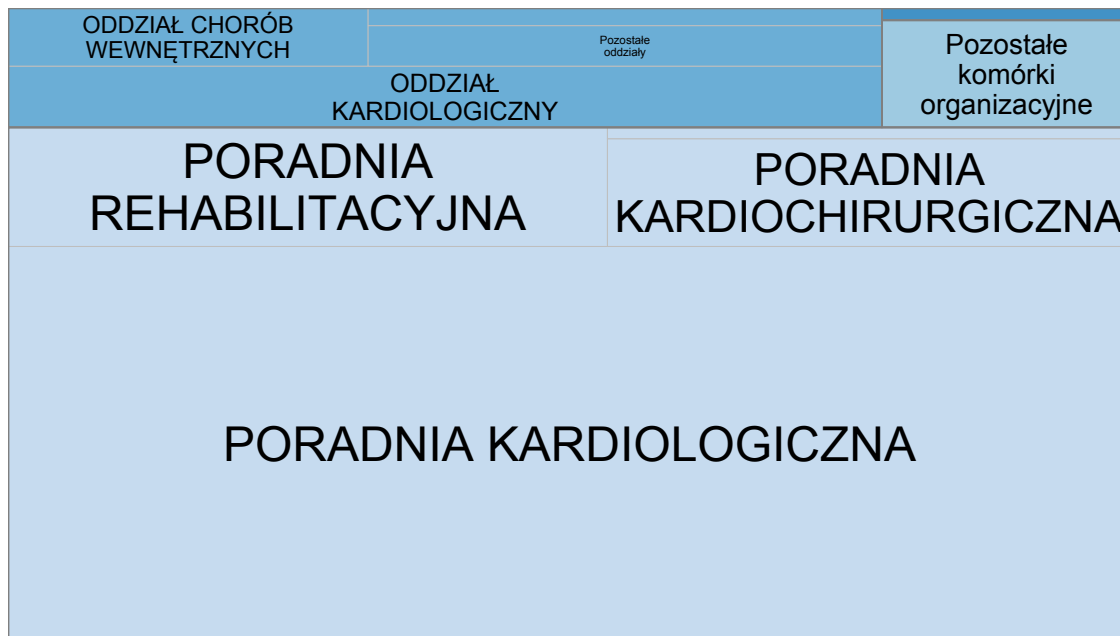 ODDZIAŁ CHORÓB
WEWNĘTRZNYCH
Pozostałe
oddziały
ODDZIAŁ
KARDIOLOGICZNY
Pozostałe
komórki
organizacyjne
PORADNIA
REHABILITACYJNA
PORADNIA
KARDIOCHIRURGICZNA
PORADNIA KARDIOLOGICZNA